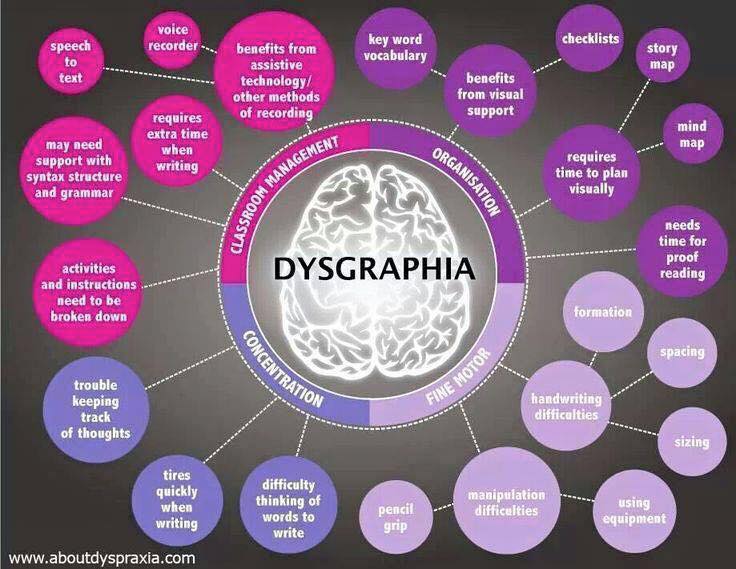 speech
to
text
voice
recorder
benefits from
assistive
technology/
other methods
of recording
requires
extra time
when
writing
may need
support with
syntax structure
and grammar
activities
and instructions
need to be
broken down
CLASSROOM MANAGEMENT
key word
vocabulary
benefits
from visual
support
checklists
story
map
mind
map
requires
time to plan
visually
needs
time for
proof
reading
ORGANISATION
DYSGRAPHIA
CONCENTRATION
trouble
keeping
track
of thoughts
tires
quickly
when
writing
difficulty
thinking of
words to
write
FINE MOTOR
formation
spacing
handwriting
difficulties
sizing
manipulation
difficulties
pencil
grip
using
equipment
www.aboutdyspraxia.com